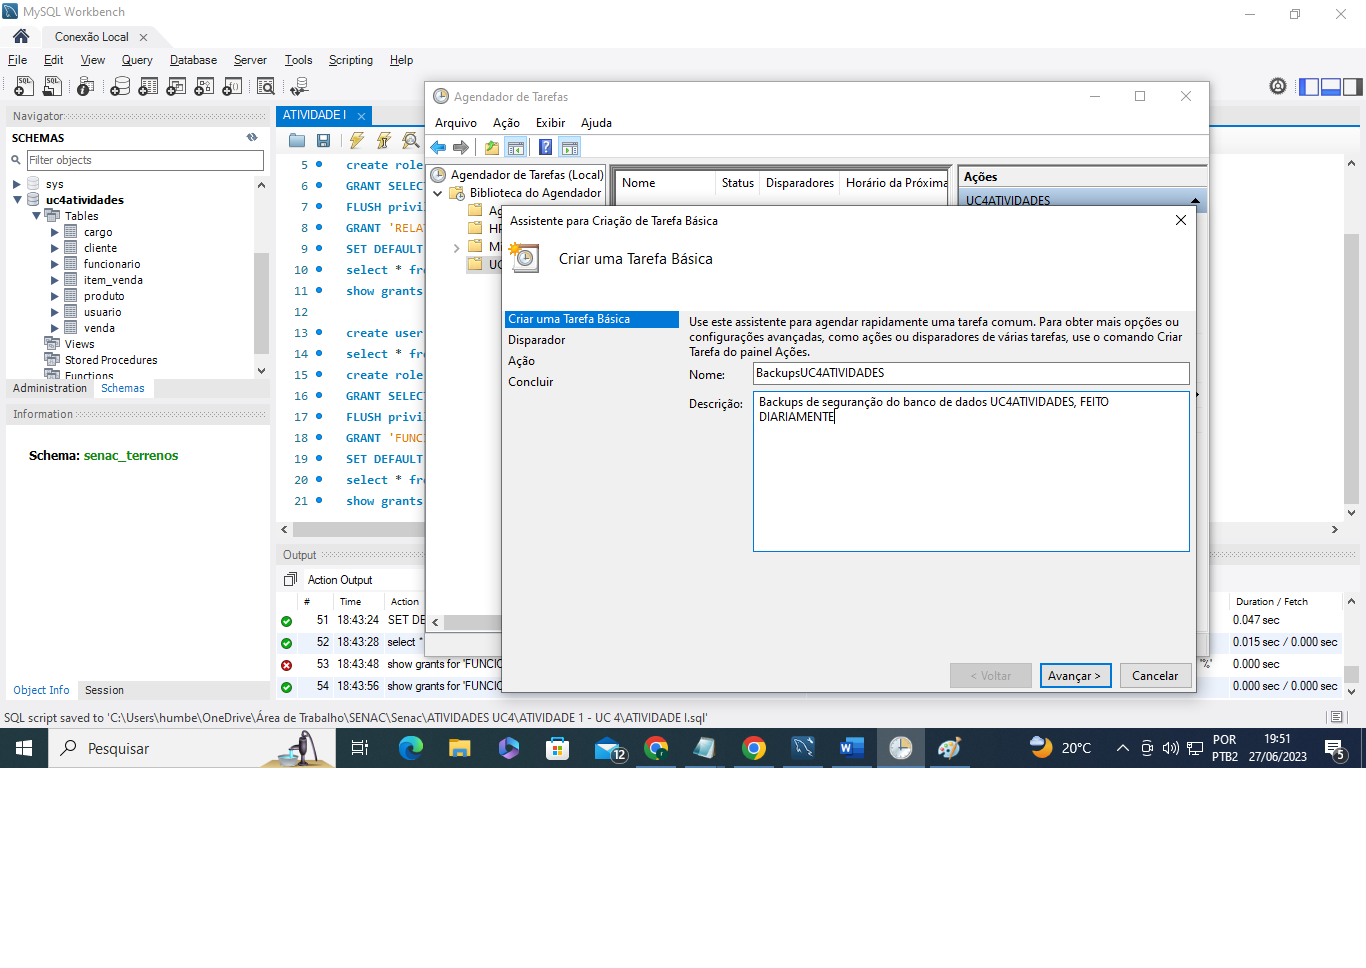 MySQL Workbench
Conexão Local
File Edit View Query Database Server Tools Scripting Help
Navigator
SCHEMAS
Filter objects
sys
uc4atividades
Tables
cargo
cliente
funcionario
item_venda
produto
usuario
venda
Views
Stored Procedures
Functions
Administration Schemas
Information
Schema: senac_terrenos
Object Info Session
ATIVIDADE I
5 create role
6 GRANT SELECT
7 FLUSH privil
8 GRANT 'RELAT
9 SET DEFAULT
10 select * fro
11 show grants
12
13 create user
14 select * fro
15 create role
16 GRANT SELECT
17 FLUSH privil
18 GRANT 'FUNC
19 SET DEFAULT
20 select * fro
21 show grants
Output
Action Output
# Time Action Duration / Fetch
51 18:43:24 SET DE 0.047 sec
52 18:43:28 select * 0.015 sec / 0.000 sec
53 18:43:48 show grants for 'FUNCIO '%' 0.000 sec
54 18:43:56 show grants for 'FUNCIO 0.000 sec / 0.000 sec
SQL script saved to 'C:\Users\humbe\OneDrive\Área de Trabalho\SENAC\Senac\ATIVIDADES UC4\ATIVIDADE 1 - UC 4\ATIVIDADE I.sql'
Agendador de Tarefas
Arquivo Ação Exibir Ajuda
Agendador de Tarefas (Local)
Biblioteca do Agendador
Ag
HP
Mi
UC
Nome Status Disparadores Horário da Próxima
Ações
UC4ATIVIDADES
Assistente para Criação de Tarefa Básica
Criar uma Tarefa Básica
Criar uma Tarefa Básica
Disparador
Ação
Concluir
Use este assistente para agendar rapidamente uma tarefa comum. Para obter mais opções ou
configurações avançadas, como ações ou disparadores de várias tarefas, use o comando Criar
Tarefa do painel Ações.
Nome: BackupsUC4ATIVIDADES
Descrição: Backups de seguranção do banco de dados UC4ATIVIDADES, FEITO
DIARIAMENTE
< Voltar Avançar > Cancelar
Pesquisar
12
20°C
POR
PTB2
19:51
27/06/2023
5